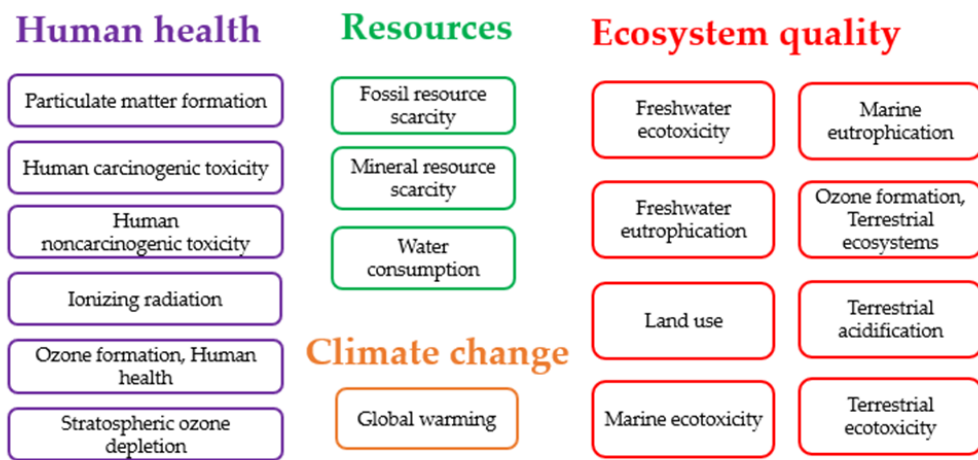 Human health
Particulate matter formation
Human carcinogenic toxicity
Human
noncarcinogenic toxicity
Ionizing radiation
Ozone formation, Human
health
Stratospheric ozone
depletion
Resources
Fossil resource
scarcity
Mineral resource
scarcity
Water
consumption
Climate change
Global warming
Ecosystem quality
Freshwater
ecotoxicity
Marine
eutrophication
Freshwater
eutrophication
Ozone formation,
Terrestrial
ecosystems
Land use
Terrestrial
acidification
Marine ecotoxicity
Terrestrial
ecotoxicity